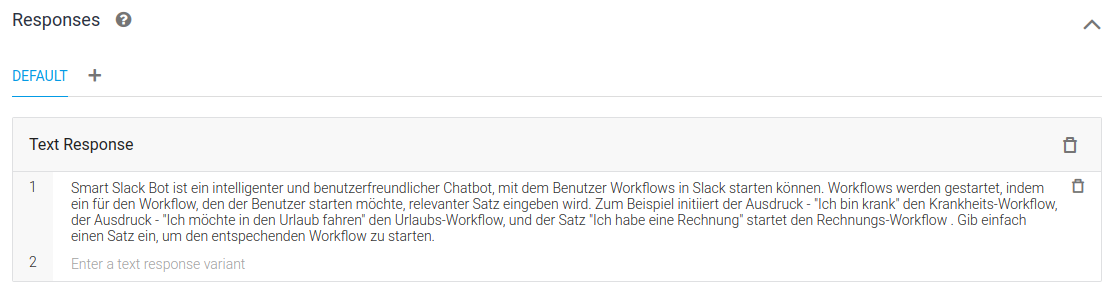 Responses ?
DEFAULT +
Text Response
1 Smart Slack Bot ist ein intelligenter und benutzerfreundlicher Chatbot, mit dem Benutzer Workflows in Slack starten können. Workflows werden gestartet, indem
ein für den Workflow, den der Benutzer starten möchte, relevanter Satz eingeben wird. Zum Beispiel initiiert der Ausdruck - "Ich bin krank" den Krankheits-Workflow,
der Ausdruck - "Ich möchte in den Urlaub fahren" den Urlaubs-Workflow, und der Satz "Ich habe eine Rechnung" startet den Rechnungs-Workflow . Gib einfach
einen Satz ein, um den entspechenden Workflow zu starten.
2 Enter a text response variant